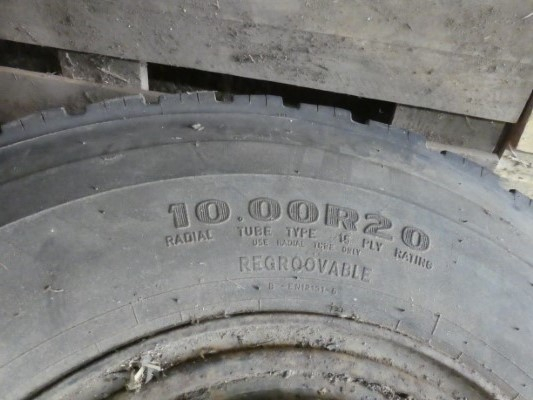 10.00R20
RADIAL TUBE TYPE 16 PLY RATING
USE RADIAL TUBE ONLY
REGROOVABLE